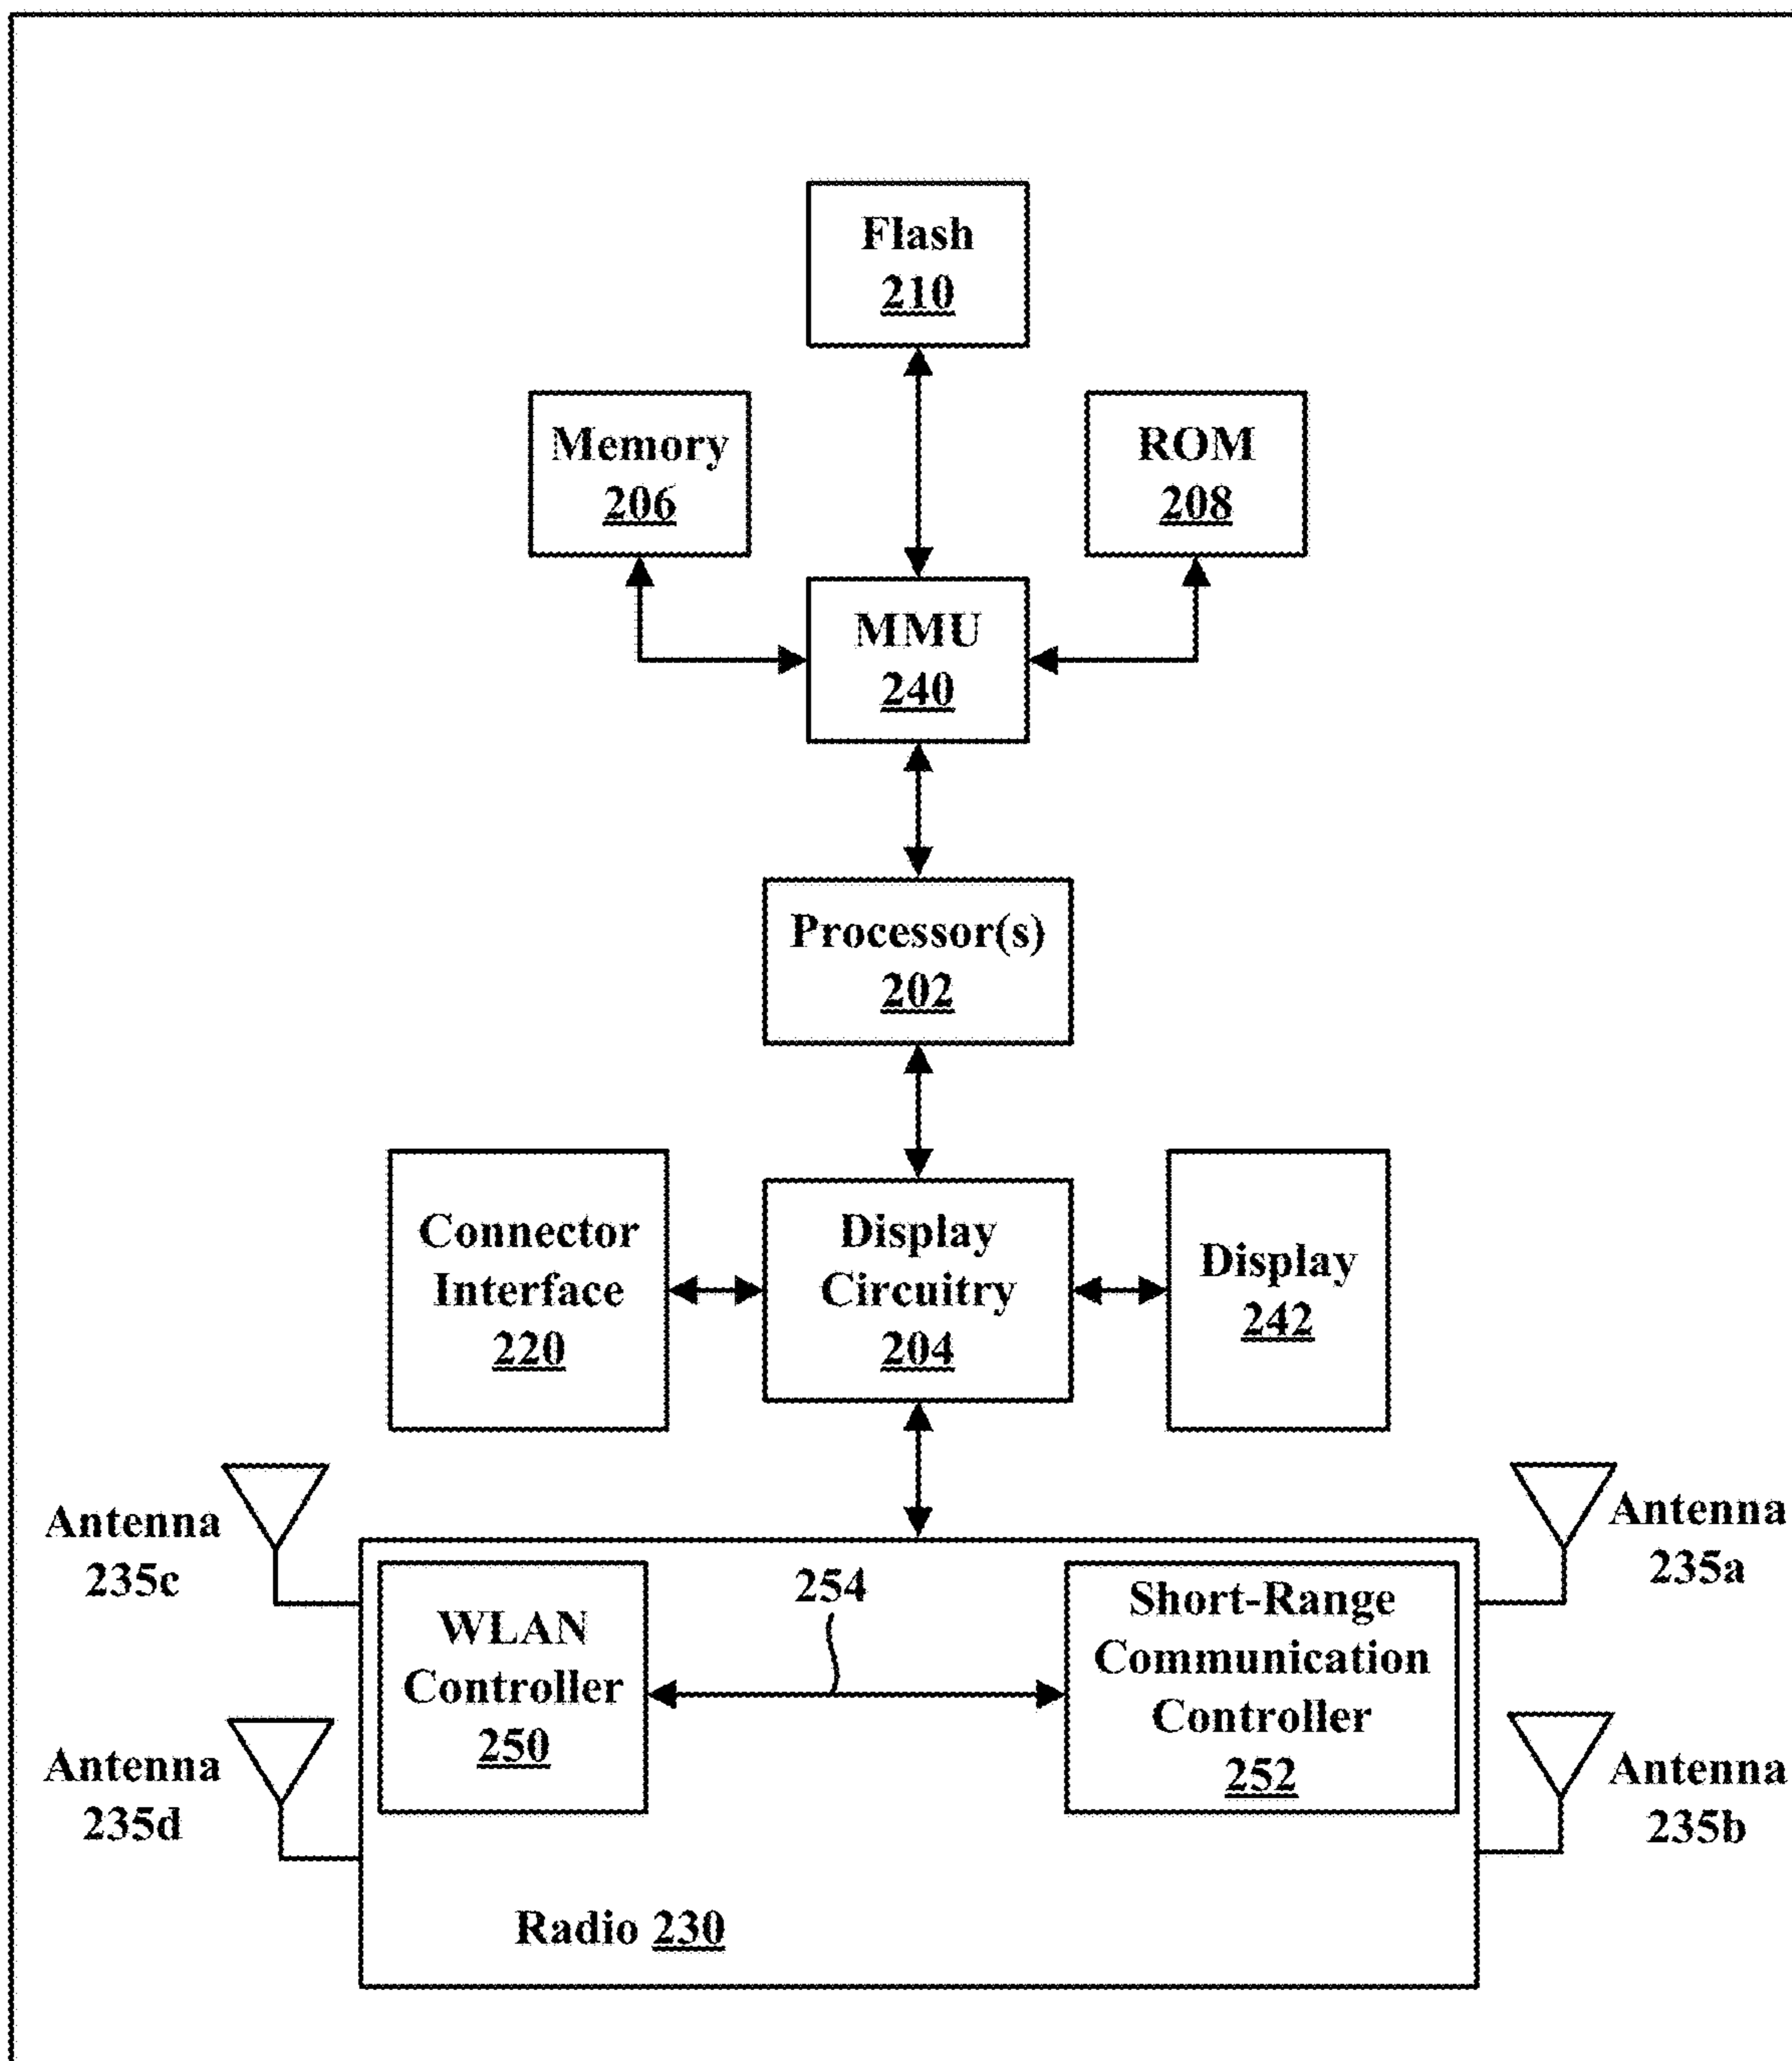 Flash
210
Memory
206
ROM
208
MMU
240
Processor(s)
202
Connector
Interface
220
Display
Circuitry
204
Display
242
Antenna
235c
Antenna
235a
WLAN
Controller
250
254
Short-Range
Communication
Controller
252
Antenna
235d
Antenna
235b
Radio 230